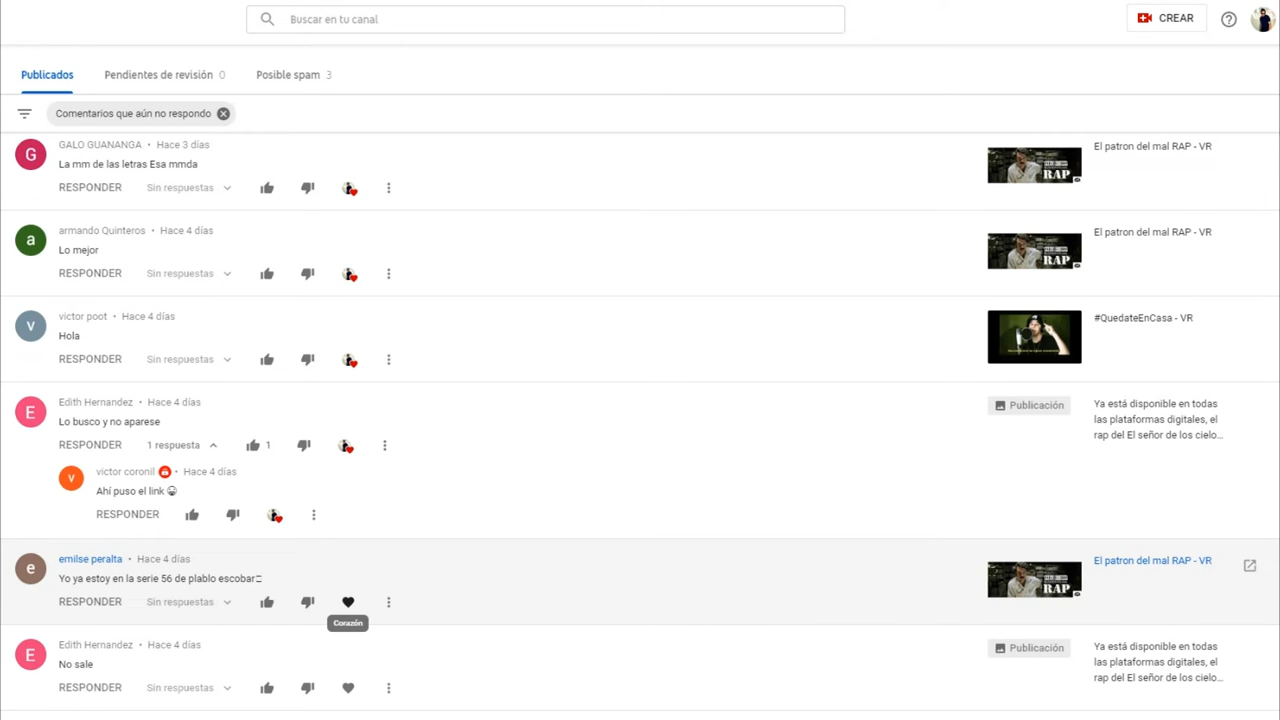 Buscar en tu canal
CREAR
Publicados
Pendientes de revisión 0
Posible spam 3
Comentarios que aún no respondo
G
GALO GUANANGA • Hace 3 días
La mm de las letras Esa mmda
RESPONDER Sin respuestas
RAP
El patron del mal RAP - VR
a
armando Quinteros • Hace 4 días
Lo mejor
RESPONDER Sin respuestas
RAP
El patron del mal RAP - VR
v
victor poot • Hace 4 días
Hola
RESPONDER Sin respuestas
#QuedateEnCasa - VR
E
Edith Hernandez • Hace 4 días
Lo busco y no aparese
RESPONDER 1 respuesta 1
Publicación
Ya está disponible en todas
las plataformas digitales, el
rap del El señor de los cielo...
v
victor coronil • Hace 4 días
Ahí puso el link 😂
RESPONDER
e
emilse peralta • Hace 4 días
Yo ya estoy en la serie 56 de plablo escobar
RESPONDER Sin respuestas
Corazón
RAP
El patron del mal RAP - VR
E
Edith Hernandez • Hace 4 días
No sale
RESPONDER Sin respuestas
Publicación
Ya está disponible en todas
las plataformas digitales, el
rap del El señor de los cielo...